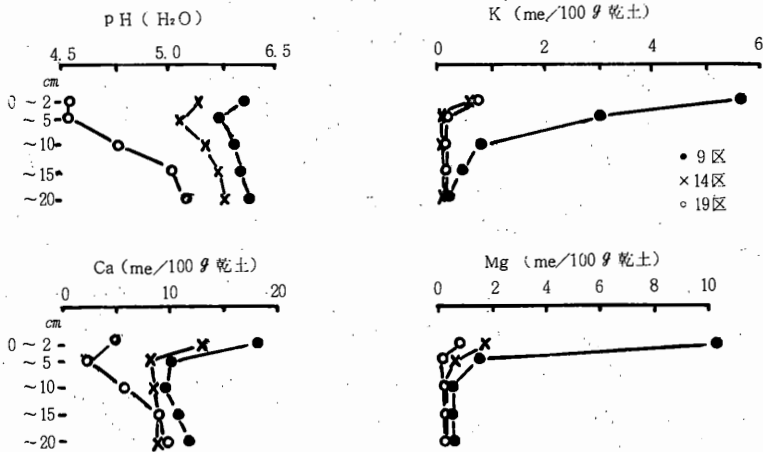 pH (H₂O)
4.5 5.0 6.5
cm
0 ~ 2
~ 5
~10
~15
~20
K (me/100 g 乾土)
0 2 4 6
● 9区
× 14区
○ 19区
Ca (me/100 g 乾土)
0 10 20
cm
0 ~ 2
~ 5
~10
~15
~20
Mg (me/100 g 乾土)
0 2 4 6 8 10